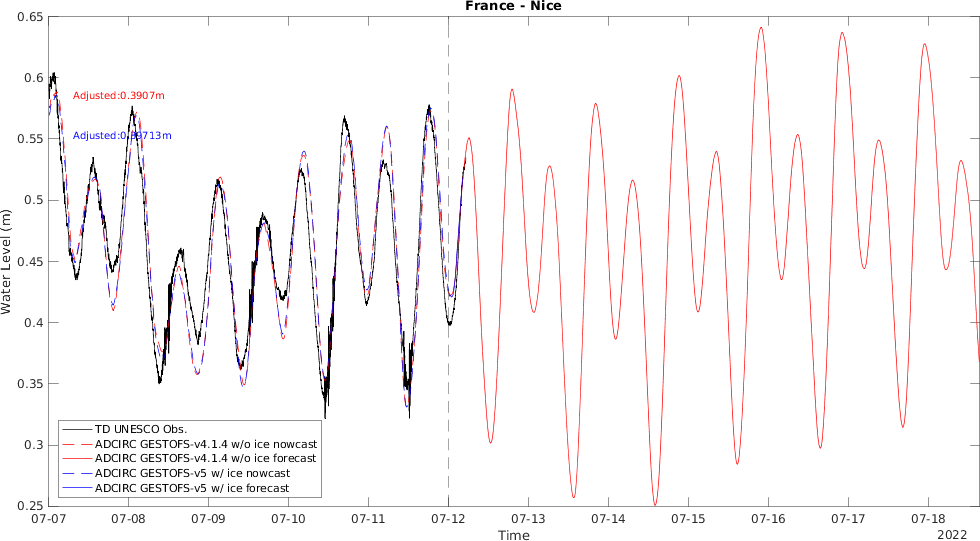 France - Nice
0.65
0.6
0.55
0.5
0.45
0.4
0.35
0.3
0.25
Water Level (m)
Adjusted:0.3907m
TD UNESCO Obs.
ADCIRC GESTOFS-v4.1.4 w/o ice nowcast
ADCIRC GESTOFS-v4.1.4 w/o ice forecast
ADCIRC GESTOFS-v5 w/ ice nowcast
ADCIRC GESTOFS-v5 w/ ice forecast
07-07 07-08 07-09 07-10 07-11 07-12 07-13 07-14 07-15 07-16 07-17 07-18
Time
2022